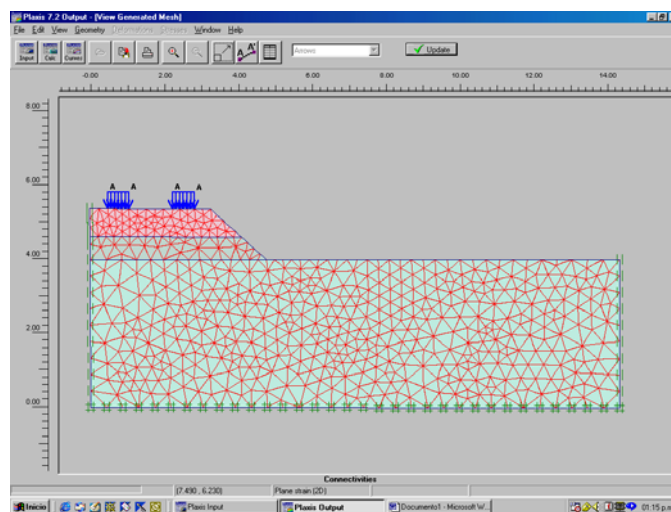 Plaxis 7.2 Output - [View Generated Mesh]
File Edit View Geometry Deformations Stresses Window Help
Input Calc Curves Arrows Update
-0.00 2.00 4.00 6.00 8.00 10.00 12.00 14.00
8.00
6.00
A A A A
4.00
2.00
0.00
Connectivities
(7.490 , 6.230) Plane strain (2D)
Inicio Plaxis Input Plaxis Output Documento1 - Microsoft W... 01:15 p.m.